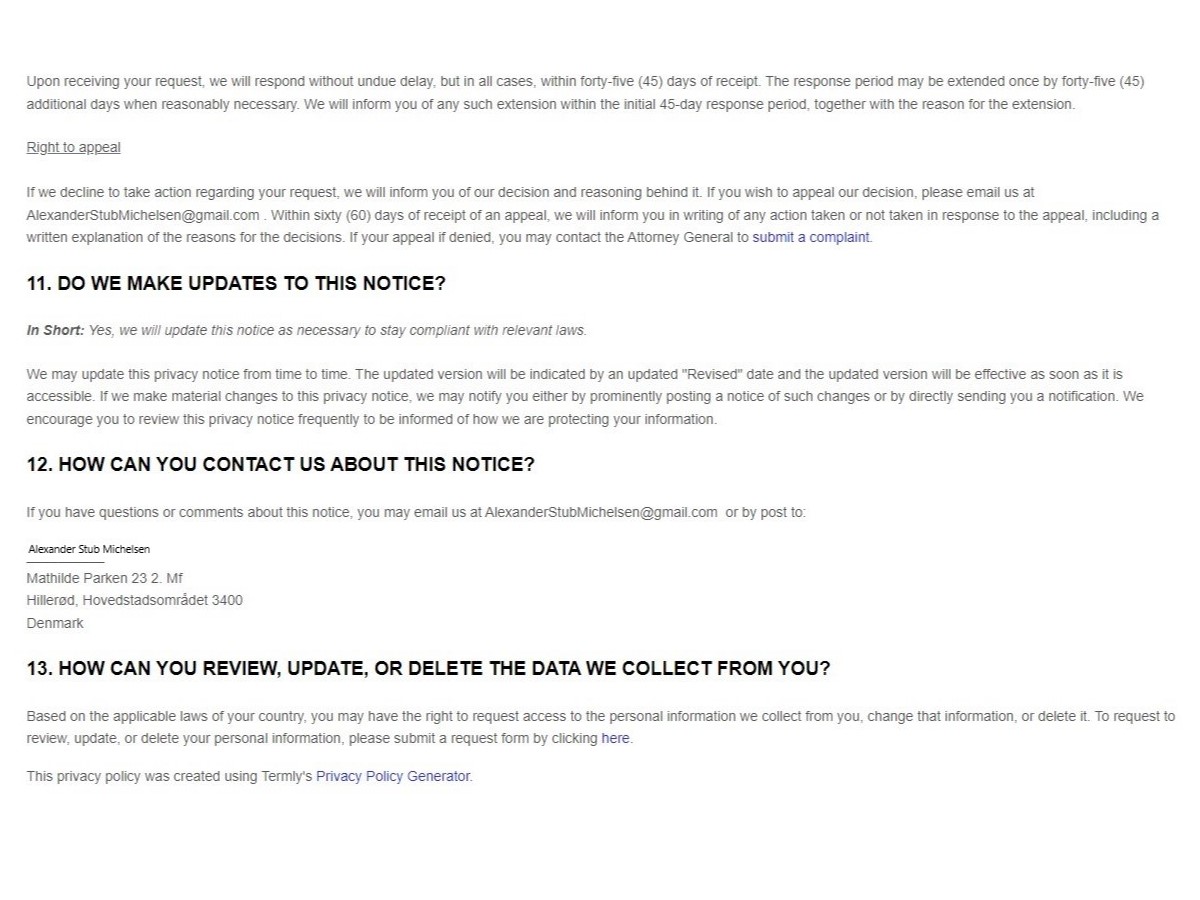 Upon receiving your request, we will respond without undue delay, but in all cases, within forty-five (45) days of receipt. The response period may be extended once by forty-five (45)
additional days when reasonably necessary. We will inform you of any such extension within the initial 45-day response period, together with the reason for the extension.
Right to appeal
If we decline to take action regarding your request, we will inform you of our decision and reasoning behind it. If you wish to appeal our decision, please email us at
AlexanderStubMichelsen@gmail.com . Within sixty (60) days of receipt of an appeal, we will inform you in writing of any action taken or not taken in response to the appeal, including a
written explanation of the reasons for the decisions. If your appeal if denied, you may contact the Attorney General to submit a complaint.
11. DO WE MAKE UPDATES TO THIS NOTICE?
In Short: Yes, we will update this notice as necessary to stay compliant with relevant laws.
We may update this privacy notice from time to time. The updated version will be indicated by an updated "Revised" date and the updated version will be effective as soon as it is
accessible. If we make material changes to this privacy notice, we may notify you either by prominently posting a notice of such changes or by directly sending you a notification. We
encourage you to review this privacy notice frequently to be informed of how we are protecting your information.
12. HOW CAN YOU CONTACT US ABOUT THIS NOTICE?
If you have questions or comments about this notice, you may email us at AlexanderStubMichelsen@gmail.com or by post to:
Alexander Stub Michelsen
Mathilde Parken 23 2. Mf
Hillerød, Hovedstadsområdet 3400
Denmark
13. HOW CAN YOU REVIEW, UPDATE, OR DELETE THE DATA WE COLLECT FROM YOU?
Based on the applicable laws of your country, you may have the right to request access to the personal information we collect from you, change that information, or delete it. To request to
review, update, or delete your personal information, please submit a request form by clicking here.
This privacy policy was created using Termly's Privacy Policy Generator.